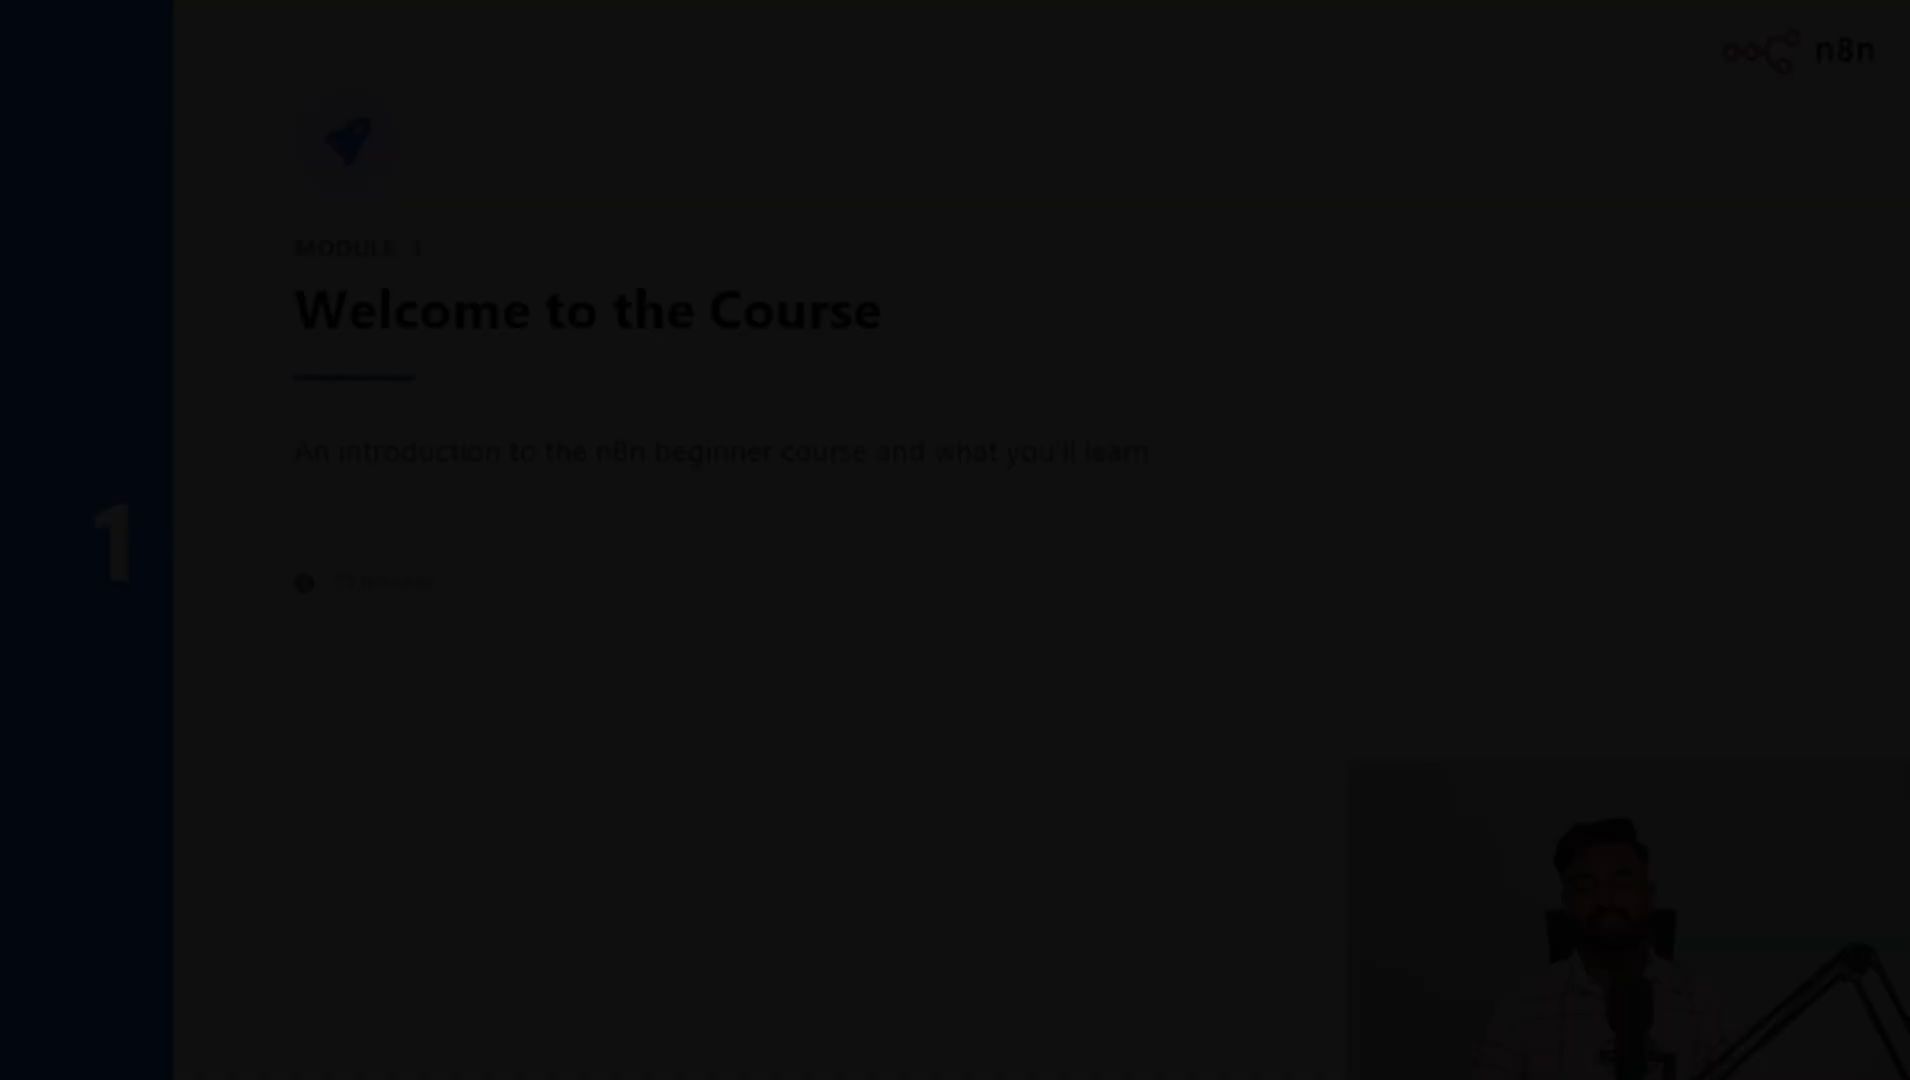 n8n
MODULE 1
Welcome to the Course
An introduction to the n8n beginner course and what you'll learn
1